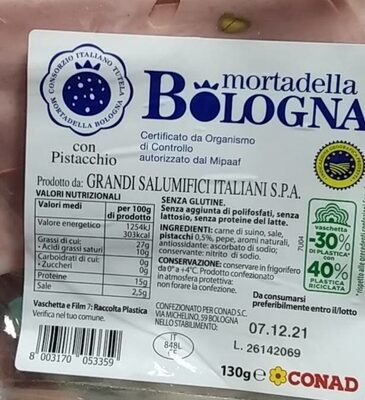 CONSORZIO ITALIANO TUTELA
MORTADELLA BOLOGNA
mortadella
BOLOGNA
con
Pistacchio
Certificato da Organismo
di Controllo
autorizzato dal Mipaaf
Prodotto da: GRANDI SALUMIFICI ITALIANI S.P.A.
VALORI NUTRIZIONALI
Valori medi
per 100g
di prodotto
Valore energetico
1254kJ
303kcal
Grassi di cui: 27g
• Acidi grassi saturi 10g
Carboidrati di cui: 0g
• Zuccheri 0g
Proteine 15g
Sale 2,5g
SENZA GLUTINE.
Senza aggiunta di polifosfati, senza
lattosio, senza proteine del latte.
INGREDIENTI: carne di suino, sale,
pistacchi 0,5%, pepe, aromi naturali,
antiossidante: ascorbato di sodio;
conservante: nitrito di sodio.
CONSERVAZIONE: conservare in frigorifero
da 0° a +4°C. Prodotto confezionato
in atmosfera protettiva:
non forare la confezione.
7U04
vaschetta
-30%
DI PLASTICA*
con
40%
PLASTICA
RICICLATA
Vaschetta e Film 7: Raccolta Plastica
Verifica nel tuo comune.
CONFEZIONATO PER CONAD S.C.
VIA MICHELINO, 59 BOLOGNA
NELLO STABILIMENTO:
IT
848L
CE
Da consumarsi
preferibilmente entro il/lotto
07.12.21
L. 26142069
8 003170 053359
130g e CONAD